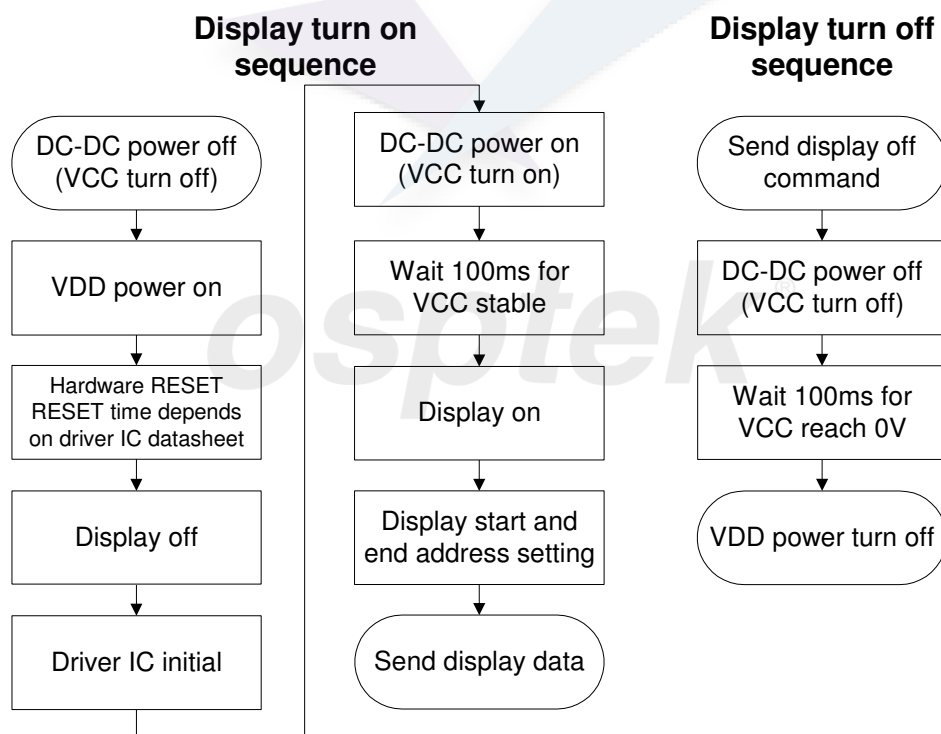 Display turn on
sequence
DC-DC power off
(VCC turn off)
VDD power on
Hardware RESET
RESET time depends
on driver IC datasheet
Display off
Driver IC initial
DC-DC power on
(VCC turn on)
Wait 100ms for
VCC stable
Display on
Display start and
end address setting
Send display data
Display turn off
sequence
Send display off
command
DC-DC power off
(VCC turn off)
Wait 100ms for
VCC reach 0V
VDD power turn off
osptek®